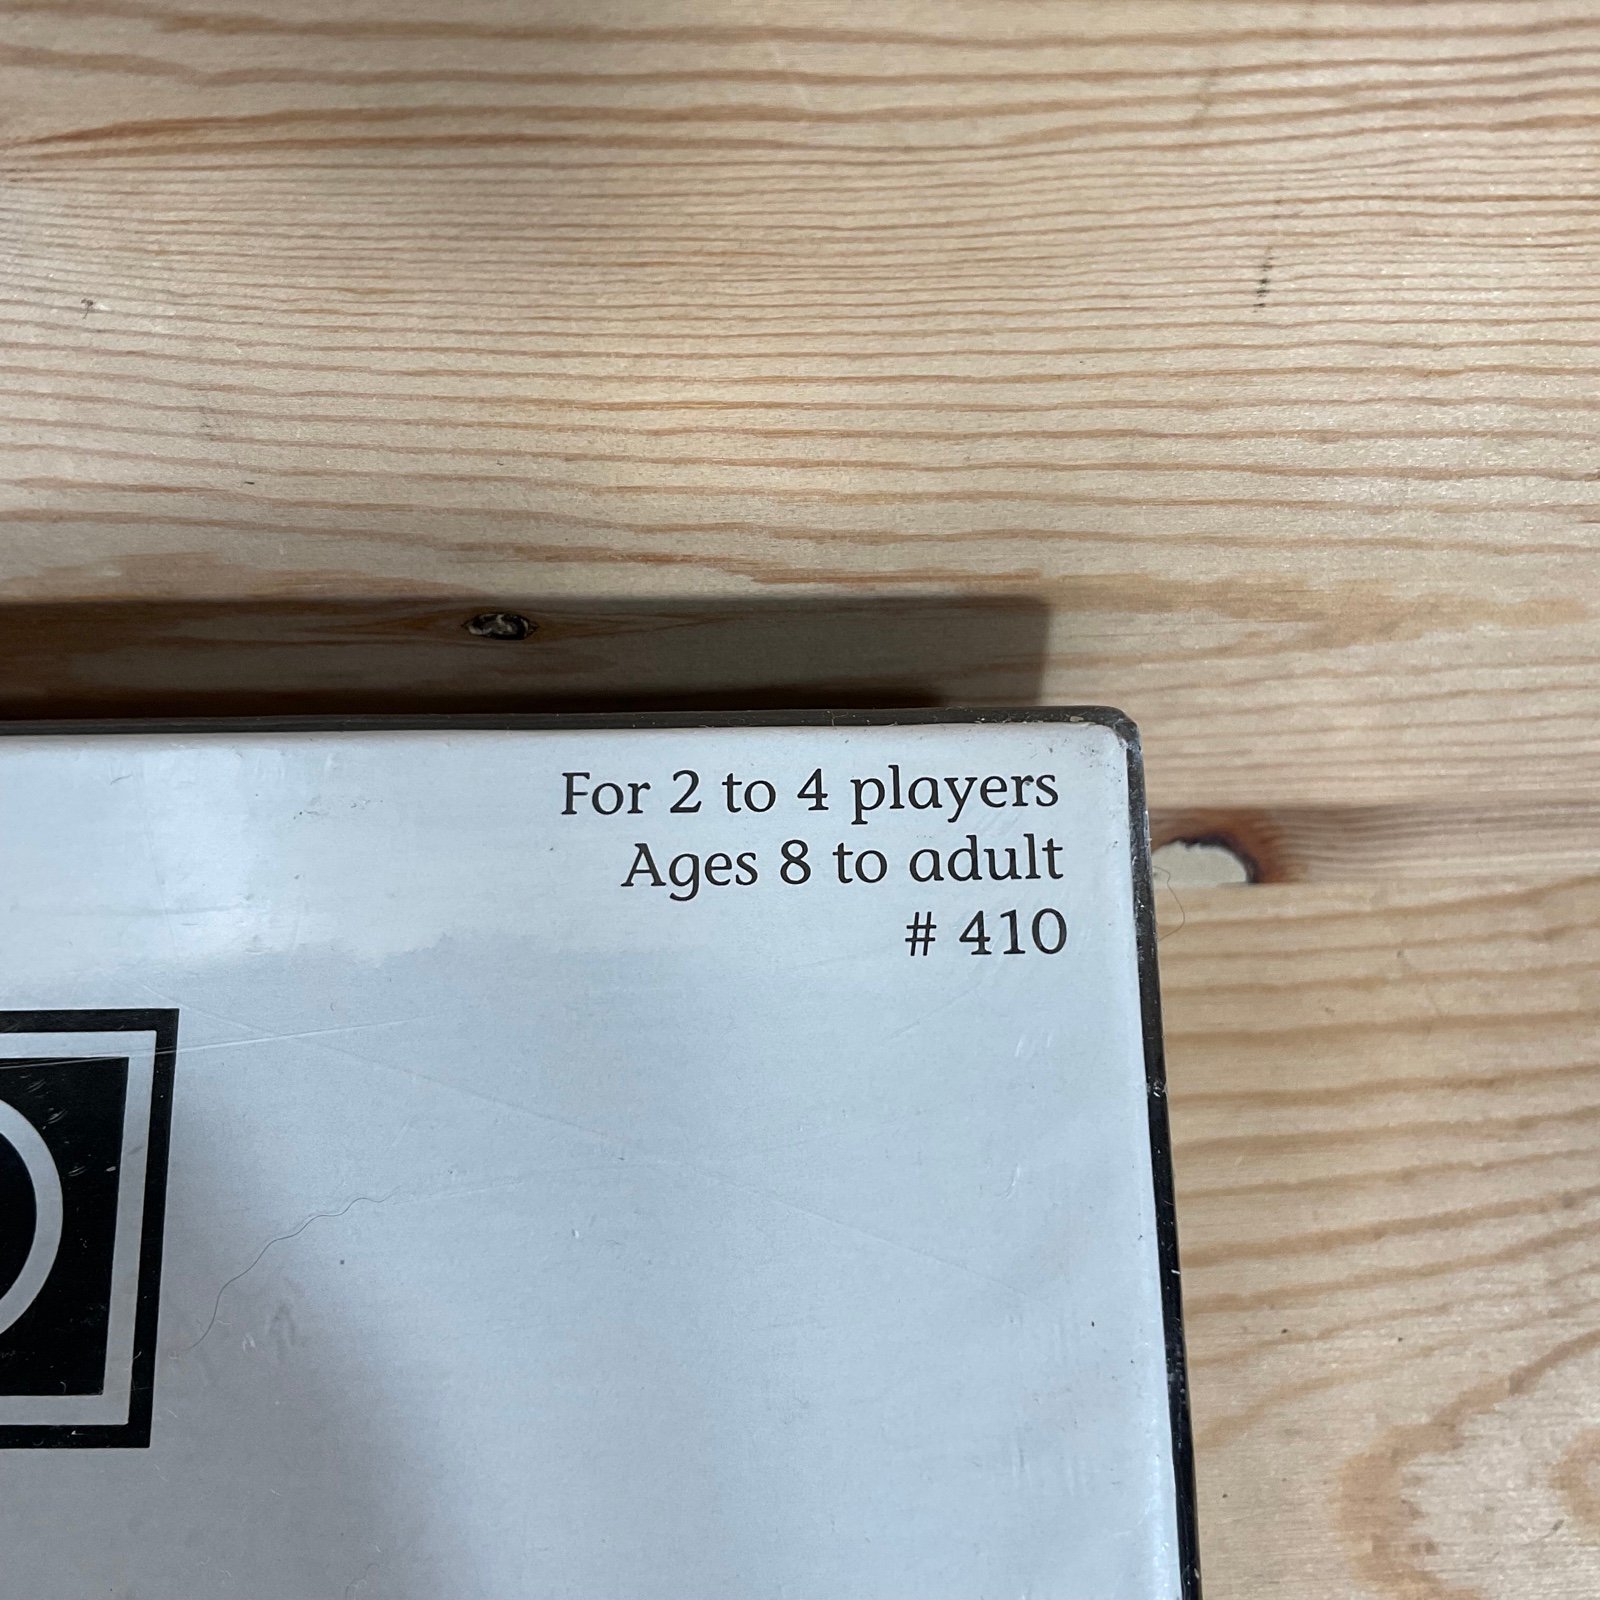 For 2 to 4 players
Ages 8 to adult
# 410